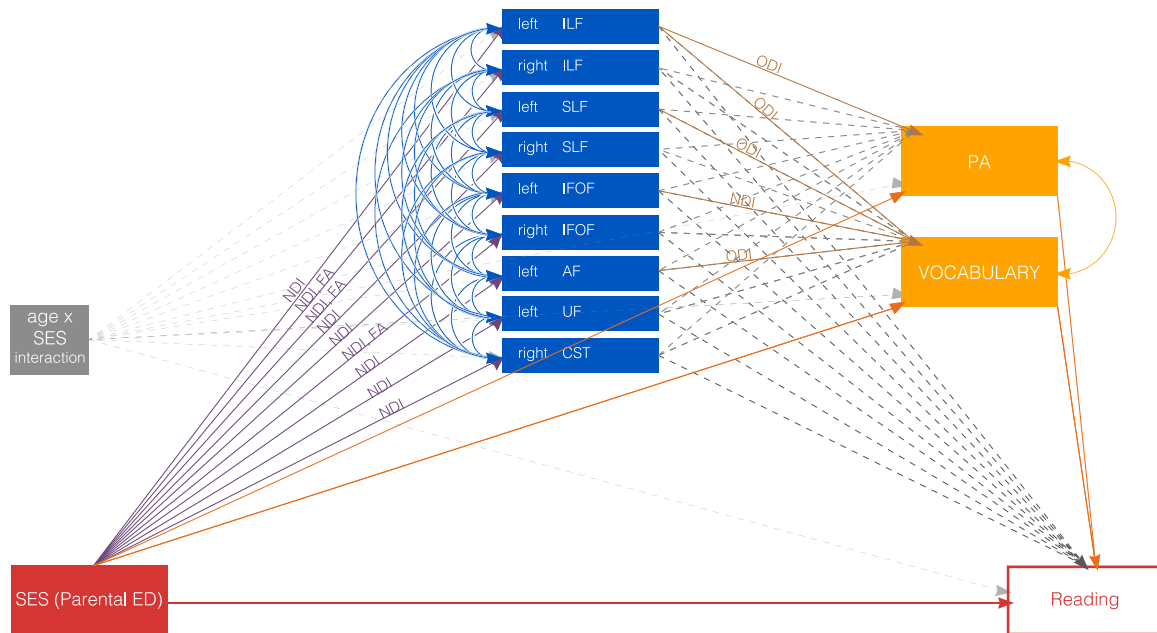 left ILF
right ILF
left SLF
right SLF
left IFOF
right IFOF
left AF
left UF
right CST
ODI
ODI
ODI
NDI
ODI
PA
VOCABULARY
age x
SES
interaction
NDI
NDI, FA
NDI, FA
NDI
NDI
NDI, FA
NDI
NDI
NDI
SES (Parental ED)
Reading